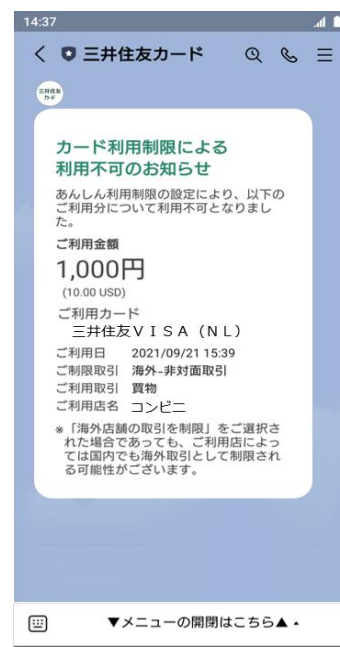 14:37
三井住友カード
三井住友
カード
カード利用制限による
利用不可のお知らせ
あんしん利用制限の設定により、以下の
ご利用分について利用不可となりまし
た。
ご利用金額
1,000円
(10.00 USD)
ご利用カード
三井住友ＶＩＳＡ（ＮＬ）
ご利用日 2021/09/21 15:39
ご制限取引 海外-非対面取引
ご利用取引 買物
ご利用店名 コンビニ
※「海外店舗の取引を制限」をご選択さ
れた場合であっても、ご利用店によっ
ては国内でも海外取引として制限され
る可能性がございます。
▼メニューの開閉はこちら▲